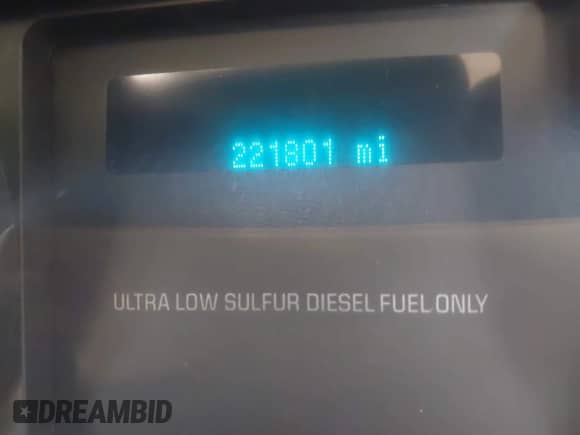 221801 mi
ULTRA LOW SULFUR DIESEL FUEL ONLY
DREAMBID